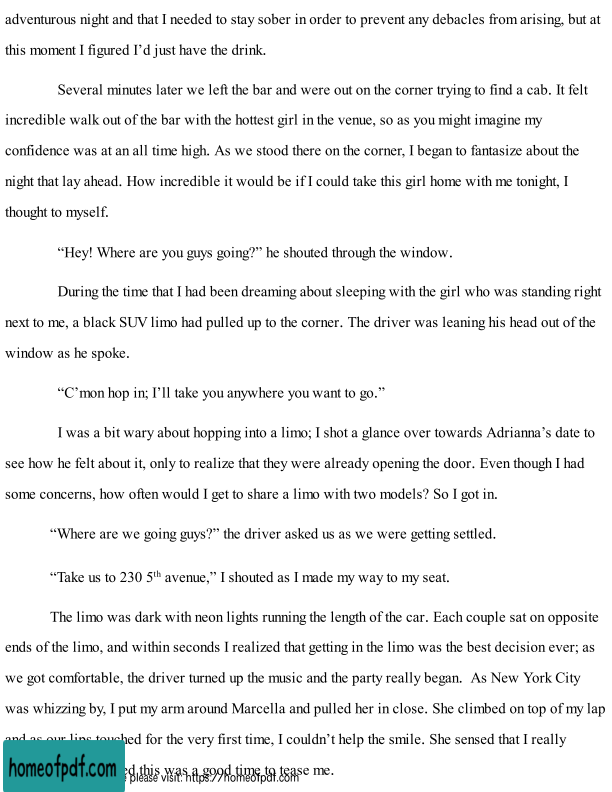 adventurous night and that I needed to stay sober in order to prevent any debacles from arising, but at
this moment I figured I’d just have the drink.
Several minutes later we left the bar and were out on the corner trying to find a cab. It felt
incredible walk out of the bar with the hottest girl in the venue, so as you might imagine my
confidence was at an all time high. As we stood there on the corner, I began to fantasize about the
night that lay ahead. How incredible it would be if I could take this girl home with me tonight, I
thought to myself.
“Hey! Where are you guys going?” he shouted through the window.
During the time that I had been dreaming about sleeping with the girl who was standing right
next to me, a black SUV limo had pulled up to the corner. The driver was leaning his head out of the
window as he spoke.
“C’mon hop in; I’ll take you anywhere you want to go.”
I was a bit wary about hopping into a limo; I shot a glance over towards Adrianna’s date to
see how he felt about it, only to realize that they were already opening the door. Even though I had
some concerns, how often would I get to share a limo with two models? So I got in.
“Where are we going guys?” the driver asked us as we were getting settled.
“Take us to 230 5th avenue,” I shouted as I made my way to my seat.
The limo was dark with neon lights running the length of the car. Each couple sat on opposite
ends of the limo, and within seconds I realized that getting in the limo was the best decision ever; as
we got comfortable, the driver turned up the music and the party really began. As New York City
was whizzing by, I put my arm around Marcella and pulled her in close. She climbed on top of my lap
and as our lips touched for the very first time, I couldn’t help the smile. She sensed that I really
this was a good time to tease me.
homeofpdf.com
please visit: https://homeofpdf.com